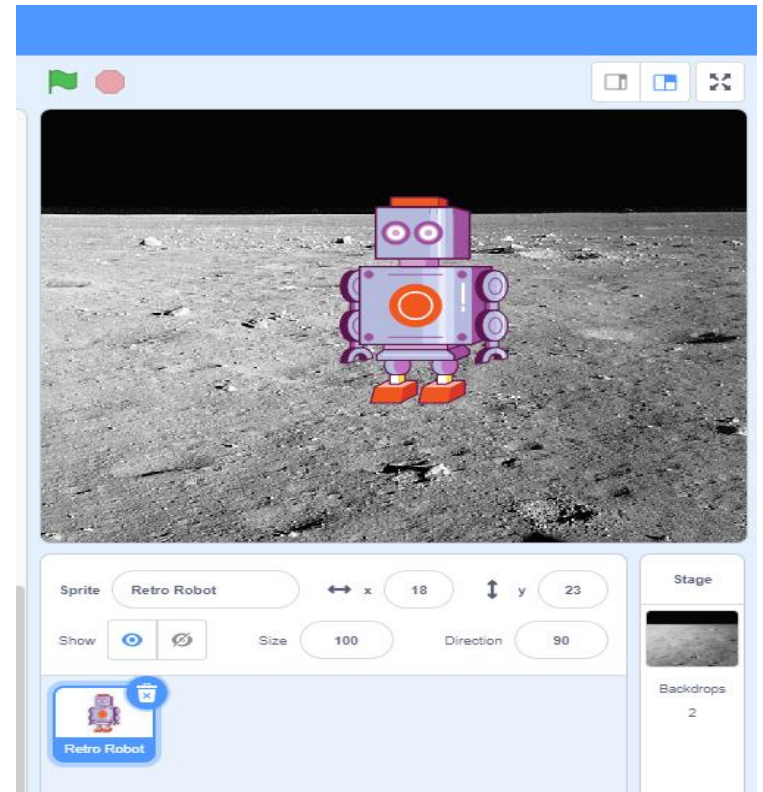 Sprite Retro Robot x 18 y 23
Show Size 100 Direction 90
Retro Robot
Stage
Backdrops
2